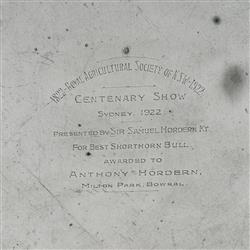 1822-ROYAL AGRICULTURAL SOCIETY OF N.S.W-1922
CENTENARY SHOW
SYDNEY, 1922
PRESENTED BY SIR SAMUEL HORDERN KT
FOR BEST SHORTHORN BULL
AWARDED TO
ANTHONY HORDERN,
MILTON PARK, BOWRAL